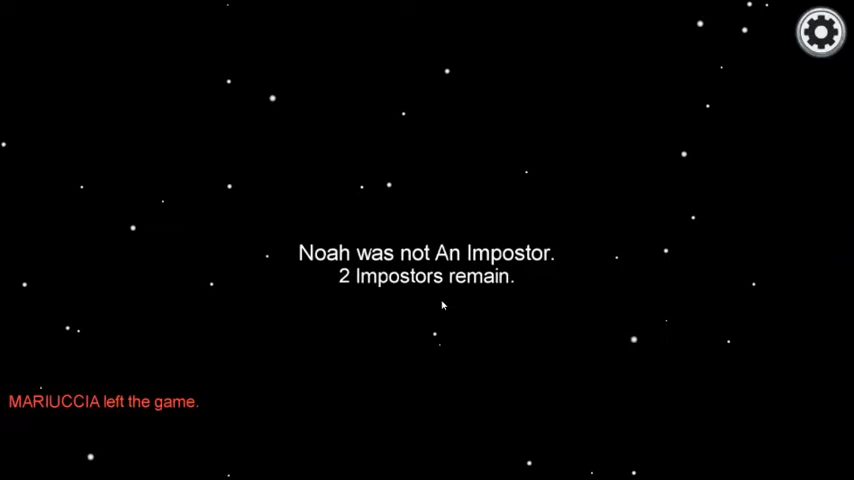 Noah was not An Impostor.
2 Impostors remain.
MARIUCCIA left the game.